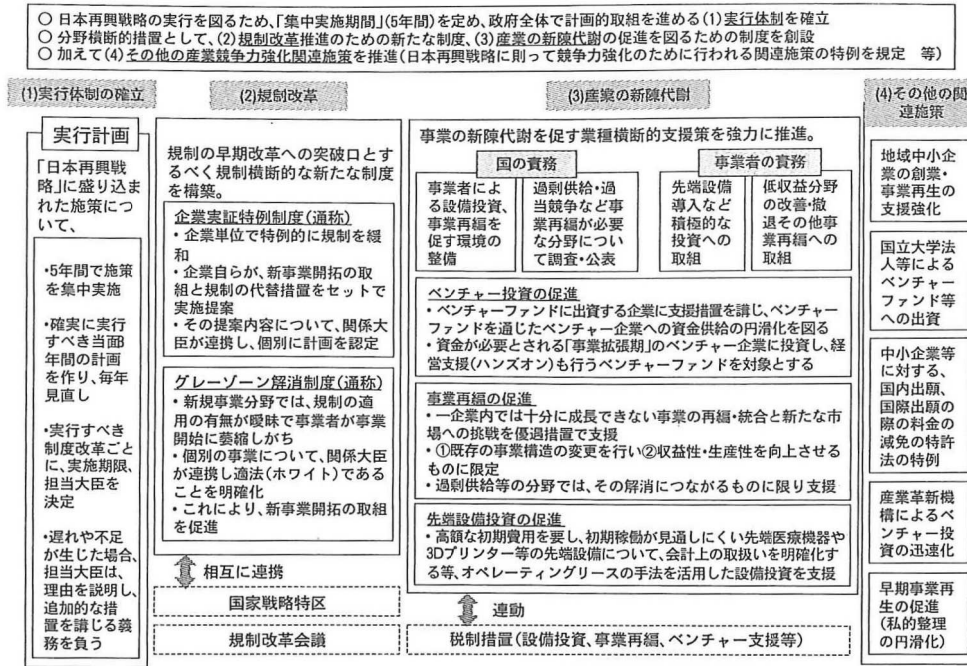 ○ 日本再興戦略の実行を図るため、「集中実施期間」(5年間)を定め、政府全体で計画的取組を進める(1)実行体制を確立
○ 分野横断的措置として、(2)規制改革推進のための新たな制度、(3)産業の新陳代謝の促進を図るための制度を創設
○ 加えて(4)その他の産業競争力強化関連施策を推進(日本再興戦略に則って競争力強化のために行われる関連施策の特例を規定 等)
(1)実行体制の確立
実行計画
「日本再興戦
略」に盛り込ま
れた施策につ
いて、
・5年間で施策
を集中実施
・確実に実行
すべき当面
年間の計画
を作り、毎年
見直し
・実行すべき
制度改革ごと
に、実施期限、
担当大臣を
決定
・遅れや不足
が生じた場合、
担当大臣は、
理由を説明し、
追加的な措
置を講じる義
務を負う
(2)規制改革
規制の早期改革への突破口とす
るべく規制横断的な新たな制度
を構築。
企業実証特例制度(通称)
・企業単位で特例的に規制を緩
和
・企業自らが、新事業開拓の取
組と規制の代替措置をセットで
実施提案
・その提案内容について、関係大
臣が連携し、個別に計画を認定
グレーゾーン解消制度(通称)
・新規事業分野では、規制の適
用の有無が曖昧で事業者が事業
開始に萎縮しがち
・個別の事業について、関係大臣
が連携し適法(ホワイト)であ
ることを明確化
・これにより、新事業開拓の取組
を促進
相互に連携
国家戦略特区
規制改革会議
(3)産業の新陳代謝
事業の新陳代謝を促す業種横断的支援策を強力に推進。
国の責務
事業者によ
る設備投資、
事業再編を
促す環境の
整備
過剰供給・過
当競争など事
業再編が必要
な分野につい
て調査・公表
事業者の責務
先端設備
導入など
積極的な
投資への
取組
低収益分野
の改善・撤
退その他事
業再編への
取組
ベンチャー投資の促進
・ベンチャーファンドに出資する企業に支援措置を講じ、ベンチャー
ファンドを通じたベンチャー企業への資金供給の円滑化を図る
・資金が必要とされる「事業拡張期」のベンチャー企業に投資し、経
営支援(ハンズオン)も行うベンチャーファンドを対象とする
事業再編の促進
・一企業内では十分に成長できない事業の再編・統合と新たな市
場への挑戦を優遇措置で支援
・①既存の事業構造の変更を行い②収益性・生産性を向上させる
ものに限定
・過剰供給等の分野では、その解消につながるものに限り支援
先端設備投資の促進
・高額な初期費用を要し、初期稼働が見通しにくい先端医療機器や
3Dプリンター等の先端設備について、会計上の取扱いを明確化す
る等、オペレーティングリースの手法を活用した設備投資を支援
連動
税制措置(設備投資、事業再編、ベンチャー支援等)
(4)その他の関
連施策
地域中小企
業の創業・
事業再生の
支援強化
国立大学法
人等による
ベンチャー
ファンド等
への出資
中小企業等
に対する、
国内出願、
国際出願の
際の料金の
減免の特許
法の特例
産業革新機
構によるベ
ンチャー投
資の迅速化
早期事業再
生の促進
(私的整理
の円滑化)